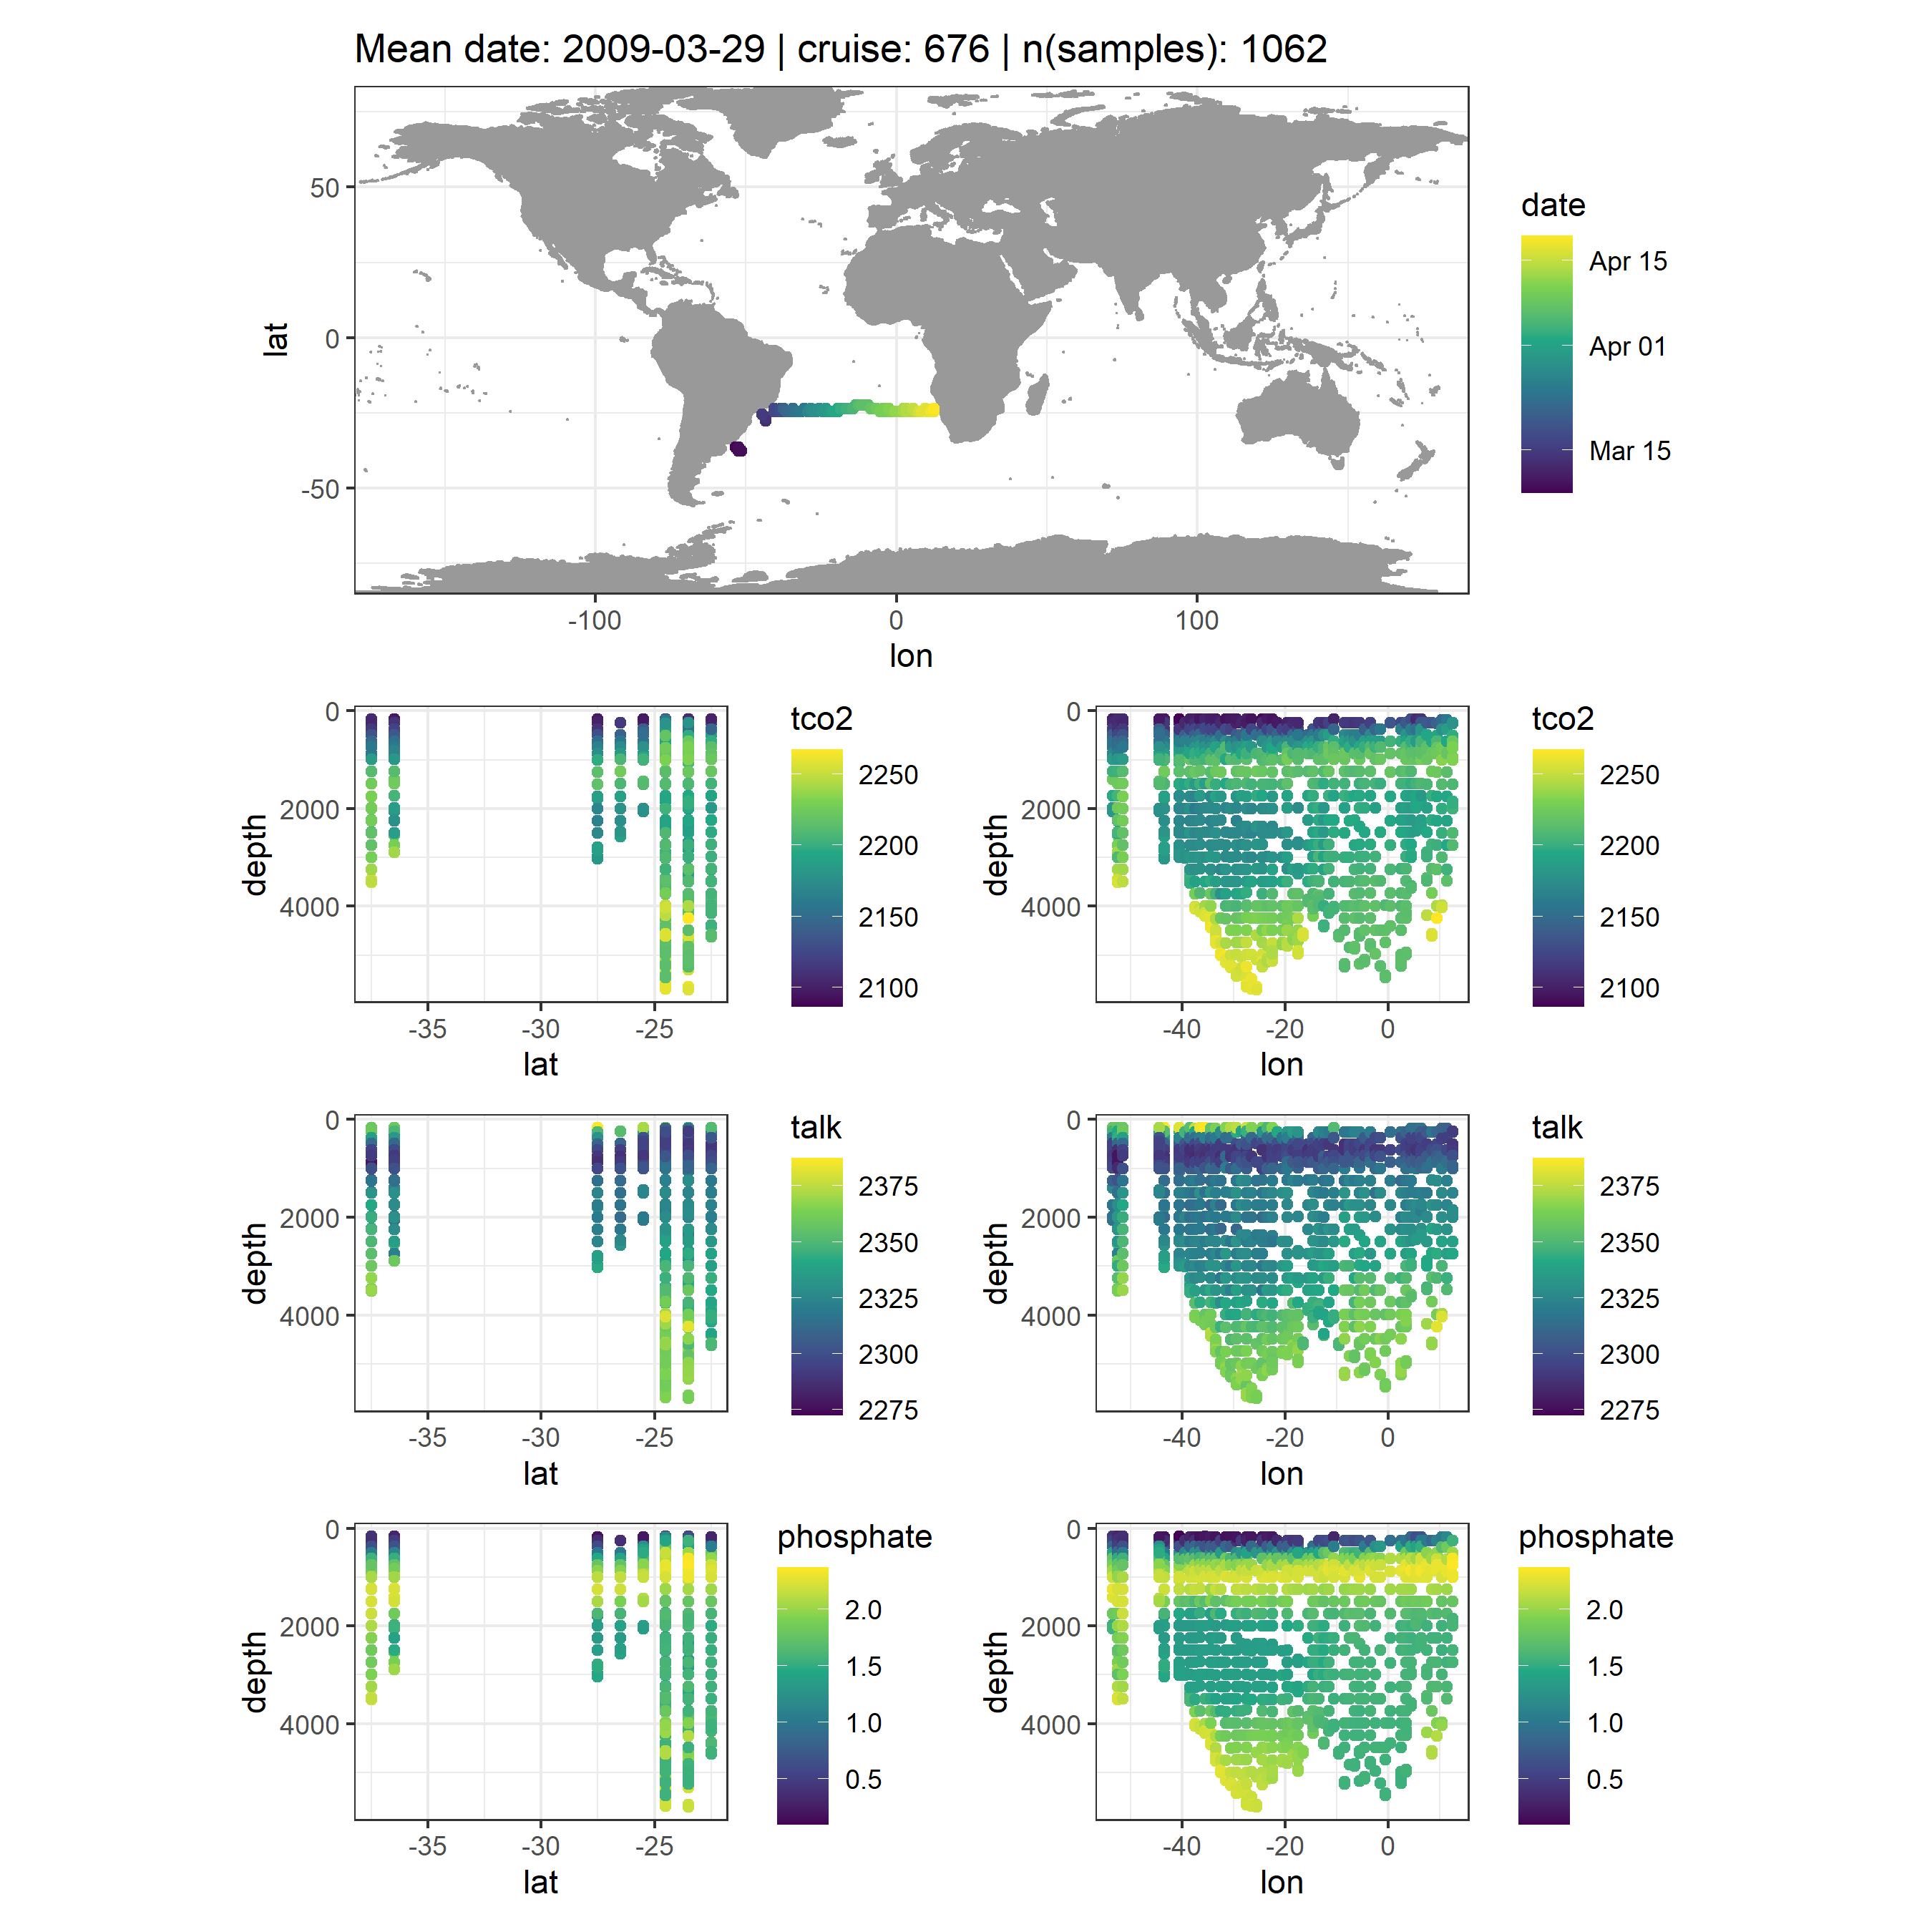 Mean date: 2009-03-29 | cruise: 676 | n(samples): 1062
lat
50
0
-50
-100
0
100
lon
date
Apr 15
Apr 01
Mar 15
depth
0
2000
4000
-35
-30
-25
lat
tco2
2250
2200
2150
2100
depth
0
2000
4000
-40
-20
0
lon
tco2
2250
2200
2150
2100
depth
0
2000
4000
-35
-30
-25
lat
talk
2375
2350
2325
2300
2275
depth
0
2000
4000
-40
-20
0
lon
talk
2375
2350
2325
2300
2275
depth
0
2000
4000
-35
-30
-25
lat
phosphate
2.0
1.5
1.0
0.5
depth
0
2000
4000
-40
-20
0
lon
phosphate
2.0
1.5
1.0
0.5